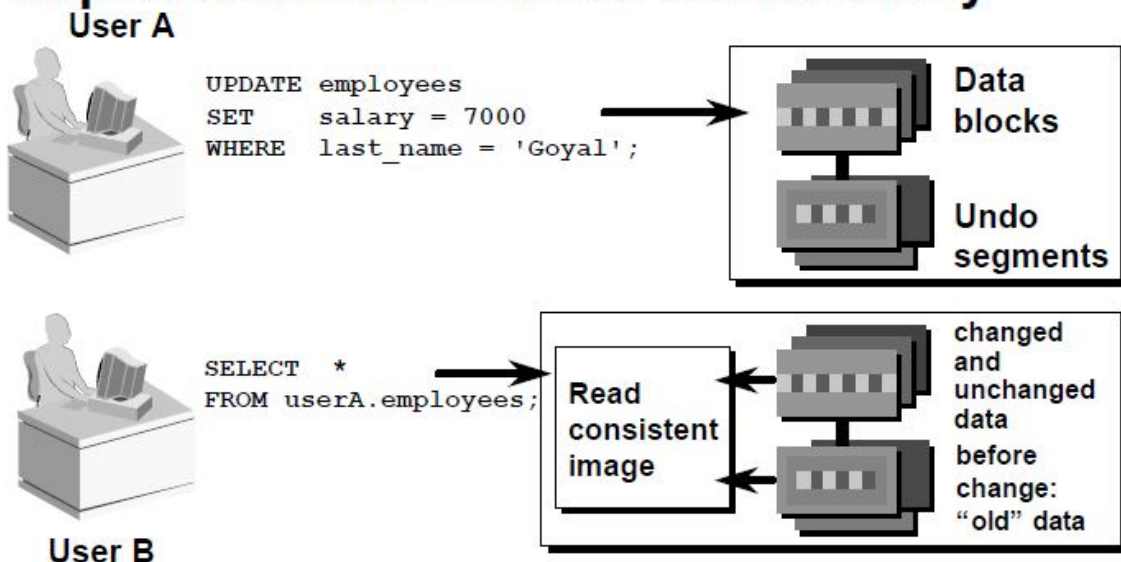 User A
UPDATE employees
SET salary = 7000
WHERE last_name = 'Goyal';
Data
blocks
Undo
segments
SELECT *
FROM userA.employees;
Read
consistent
image
changed
and
unchanged
data
before
change:
“old” data
User B